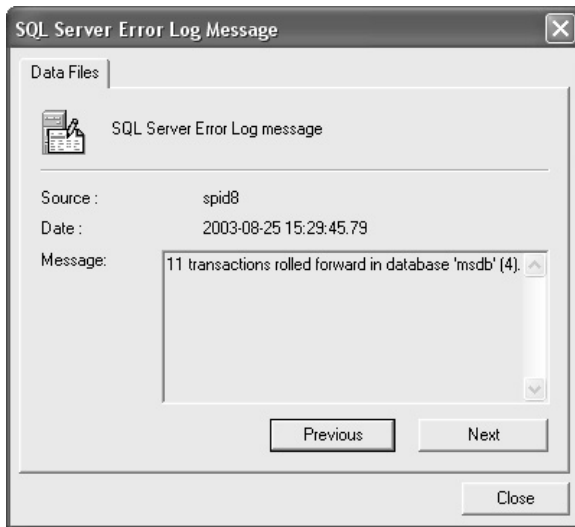 SQL Server Error Log Message
Data Files
SQL Server Error Log message
Source : spid8
Date : 2003-08-25 15:29:45.79
Message: 11 transactions rolled forward in database 'msdb' (4).
Previous Next
Close